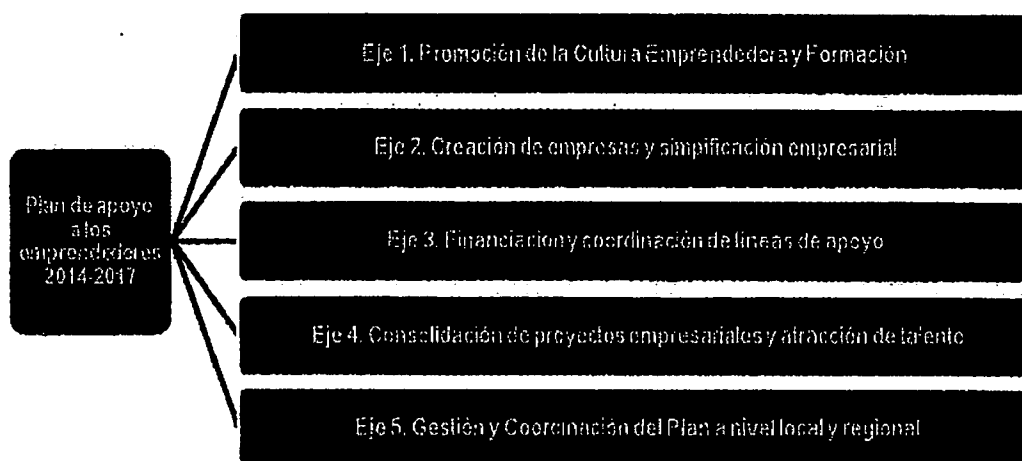 Plan de apoyo
a los
emprendedores
2014-2017
Eje 1. Promoción de la Cultura Emprendedora y Formación
Eje 2. Creación de empresas y simplificación empresarial
Eje 3. Financiacion y coordinación de líneas de apoyo
Eje 4. Consolidación de proyectos empresariales y atracción de talento
Eje 5. Gestión y Coordinación del Plan a nivel local y regional